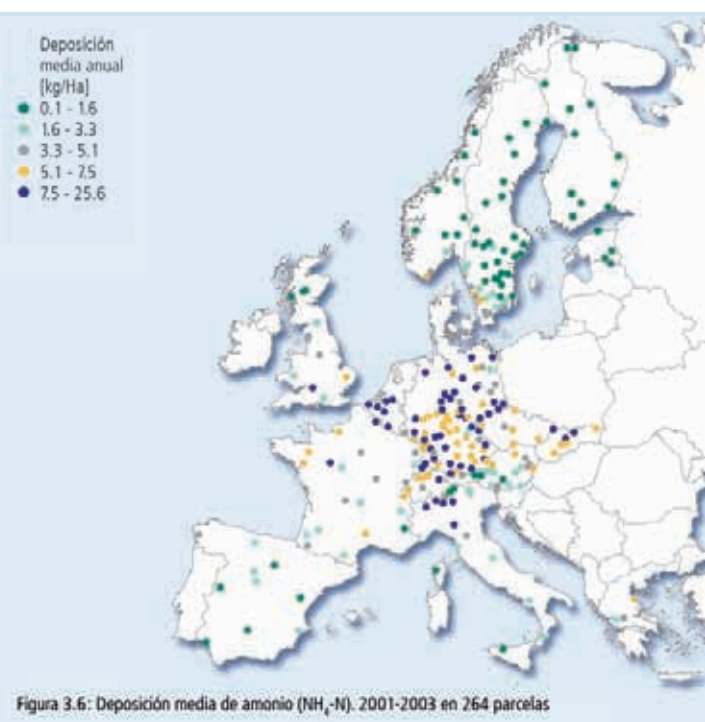 Deposición
media anual
[kg/Ha]
0.1 - 1.6
1.6 - 3.3
3.3 - 5.1
5.1 - 7.5
7.5 - 25.6
Figura 3.6: Deposición media de amonio (NH₄-N). 2001-2003 en 264 parcelas